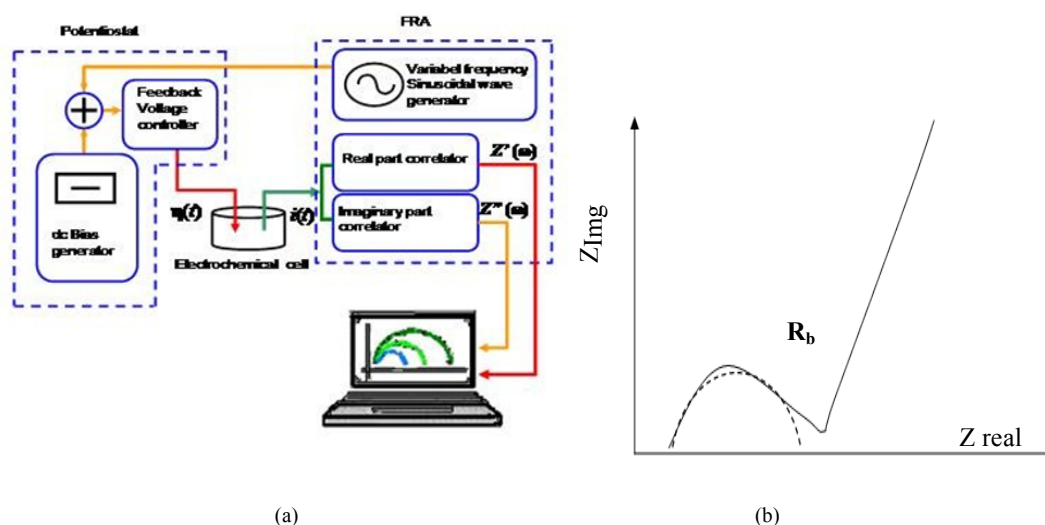 Potentiostat
FRA
Variabel frequency
Sinusoidal wave
generator
Feedback
Voltage
controller
Real part correlator
Z' (ω)
Imaginary part
correlator
Z'' (ω)
η(t)
i(t)
dc Bias
generator
Electrochemical cell
ZImg
Rb
Z real
(a)
(b)